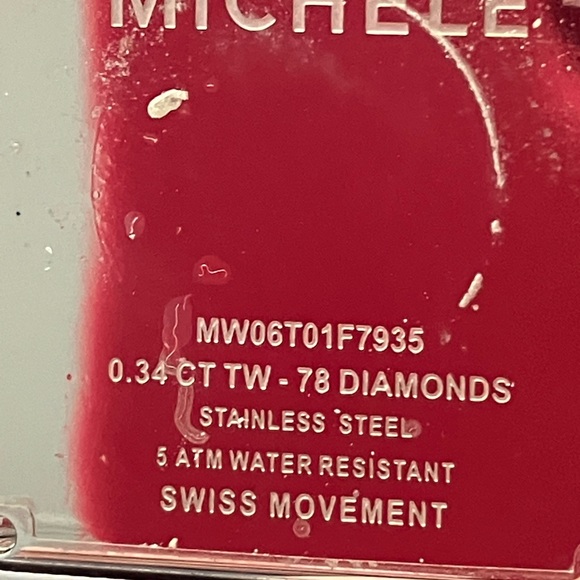 MICHELE
MW06T01F7935
0.34 CT TW - 78 DIAMONDS
STAINLESS STEEL
5 ATM WATER RESISTANT
SWISS MOVEMENT